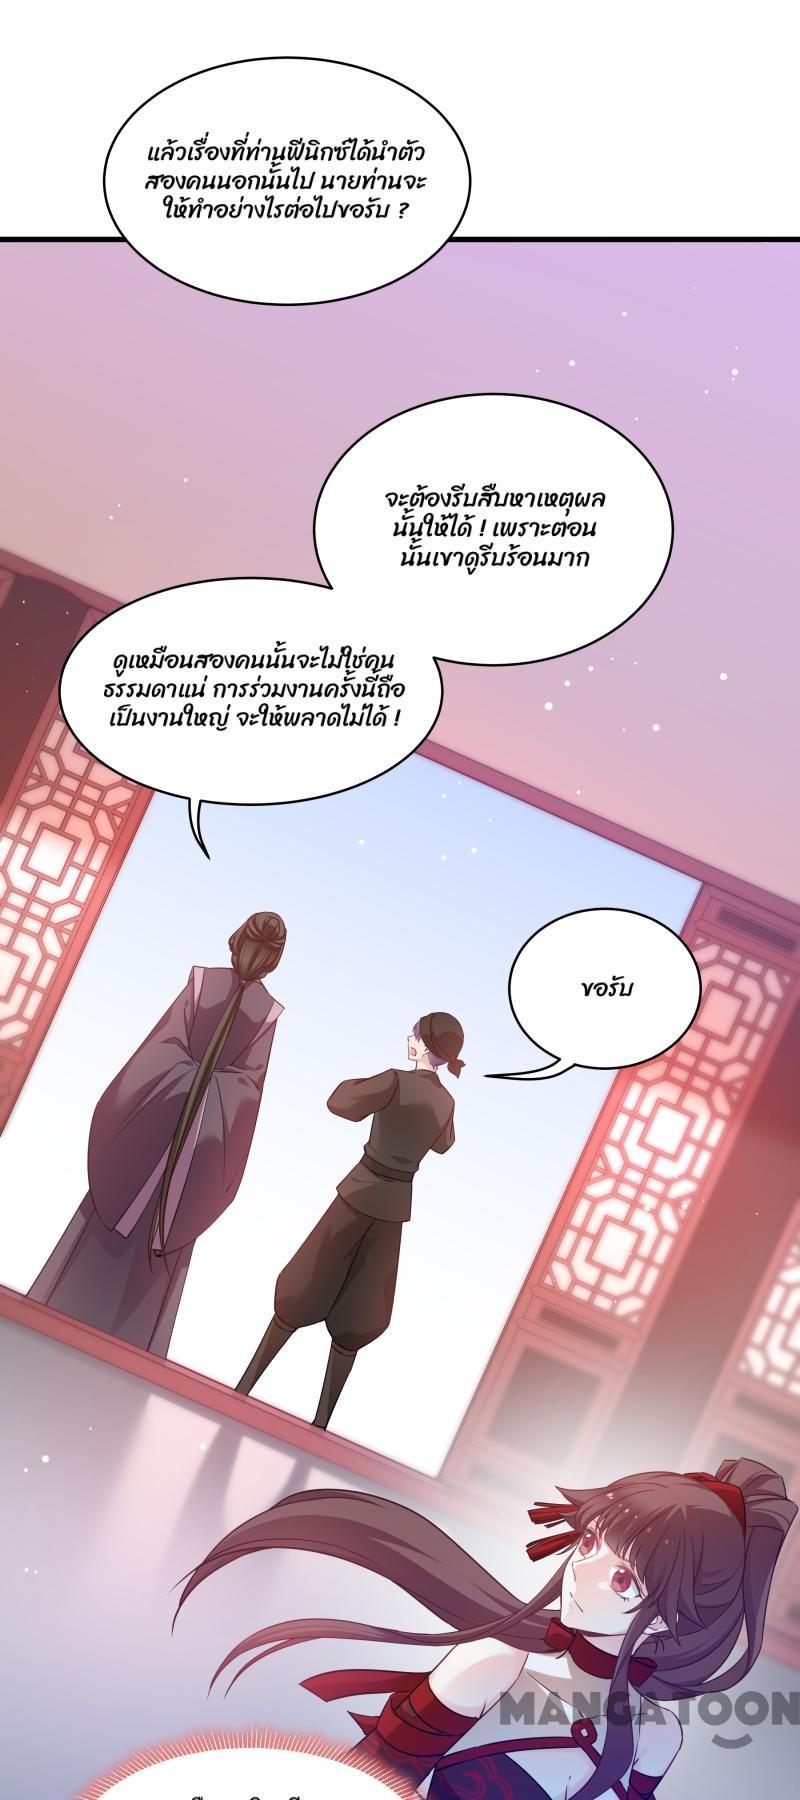 แล้วเรื่องที่ท่านฟีนิกซ์ได้นำตัว
สองคนนอกนั้นไป นายท่านจะ
ให้ทำอย่างไรต่อไปขอรับ ?
จะต้องรีบสืบหาเหตุผล
นั้นให้ได้ ! เพราะตอน
นั้นเขาดูรีบร้อนมาก
ดูเหมือนสองคนนั้นจะไม่ใช่คน
ธรรมดาแน่ การร่วมงานครั้งนี้ถือ
เป็นงานใหญ่ จะให้พลาดไม่ได้ !
ขอรับ
MANGATOON